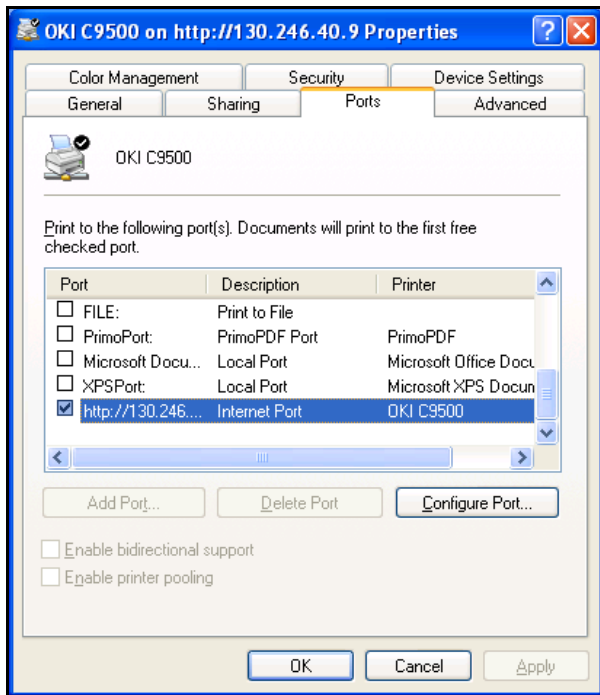 OKI C9500 on http://130.246.40.9 Properties
Color Management Security Device Settings
General Sharing Ports Advanced
OKI C9500
Print to the following port(s). Documents will print to the first free
checked port.
Port Description Printer
FILE: Print to File
PrimoPort: PrimoPDF Port PrimoPDF
Microsoft Docu... Local Port Microsoft Office Docu
XPSPort: Local Port Microsoft XPS Docum
http://130.246.... Internet Port OKI C9500
Add Port... Delete Port Configure Port...
Enable bidirectional support
Enable printer pooling
OK Cancel Apply